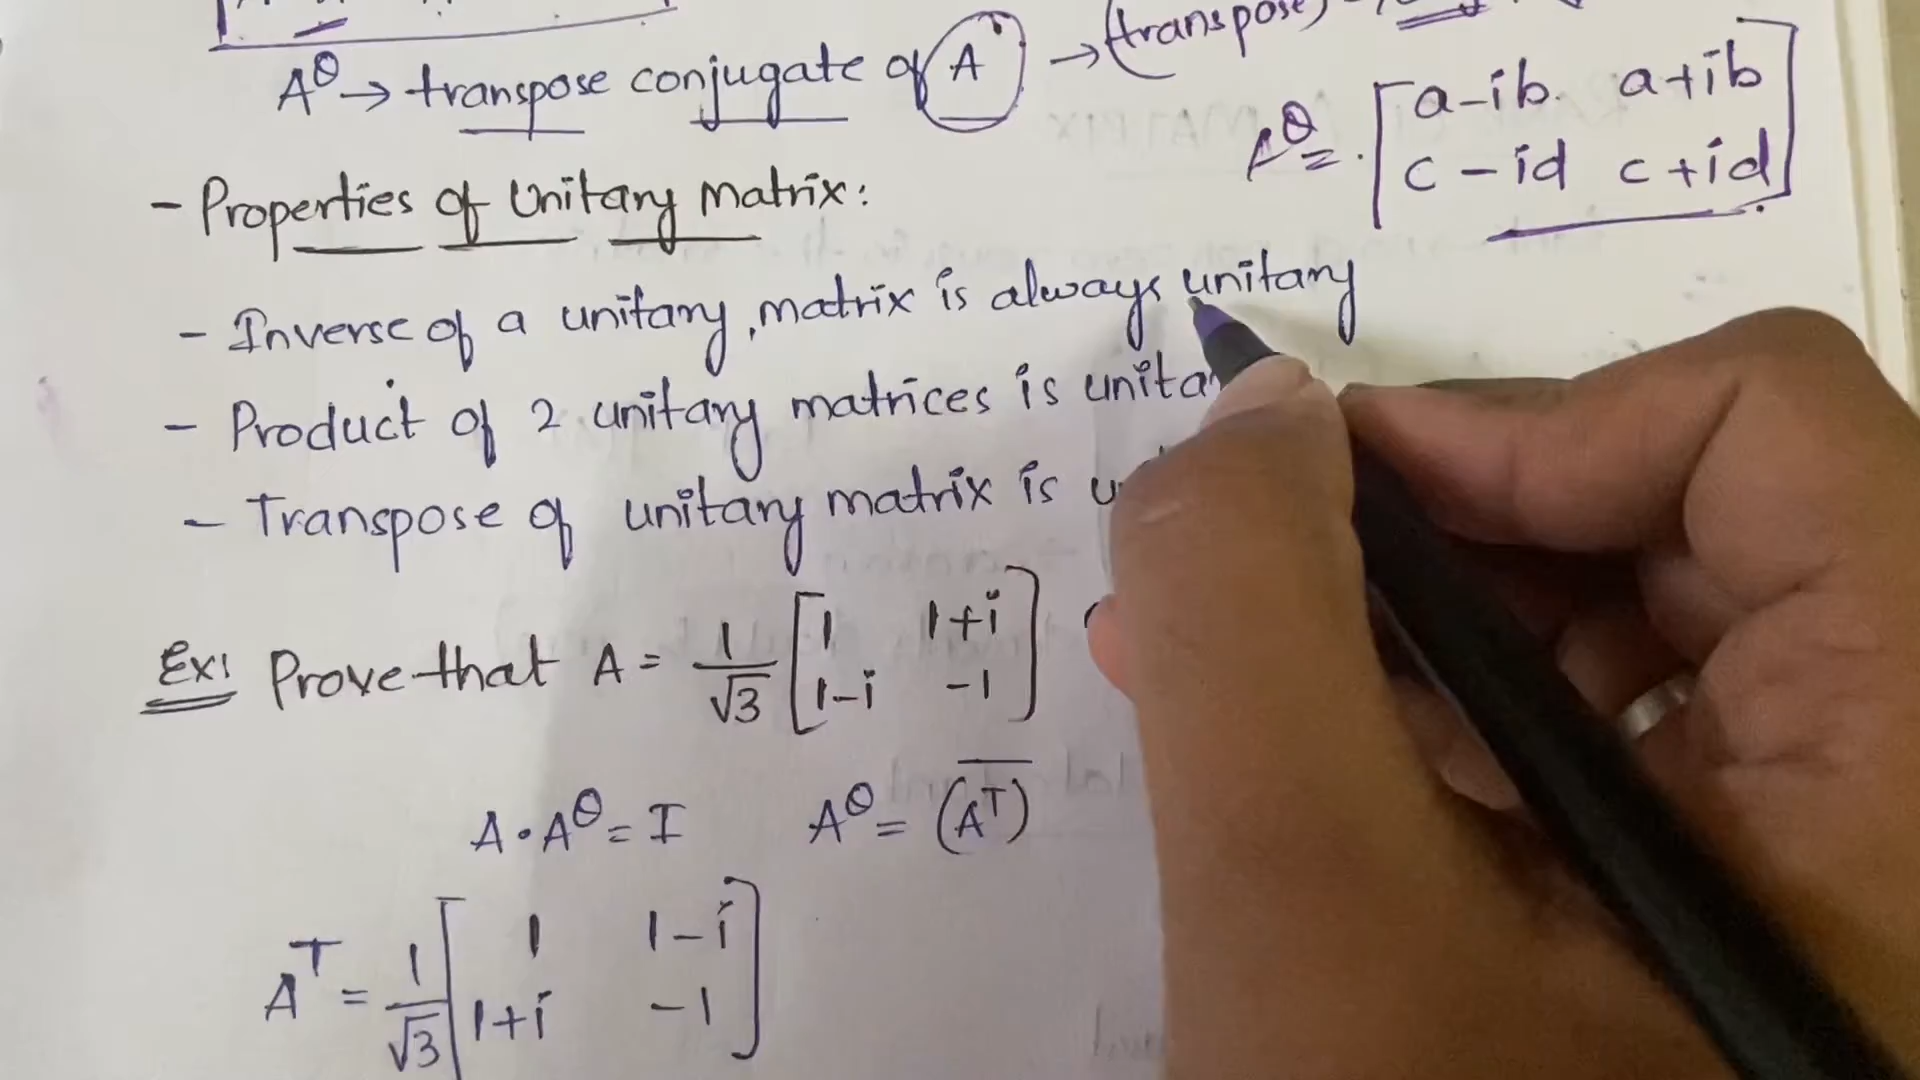 A^θ → transpose conjugate of A → (transpose)
A^θ = [a-ib a+ib
c-id c+id]
- Properties of Unitary Matrix:
- Inverse of a unitary matrix is always unitary
- Product of 2 unitary matrices is unita
- Transpose of unitary matrix is u
Ex: Prove that A = 1/√3 [1 1+i
1-i -1]
A·A^θ = I A^θ = \overline{(A^T)}
A^T = 1/√3 [1 1-i
1+i -1]